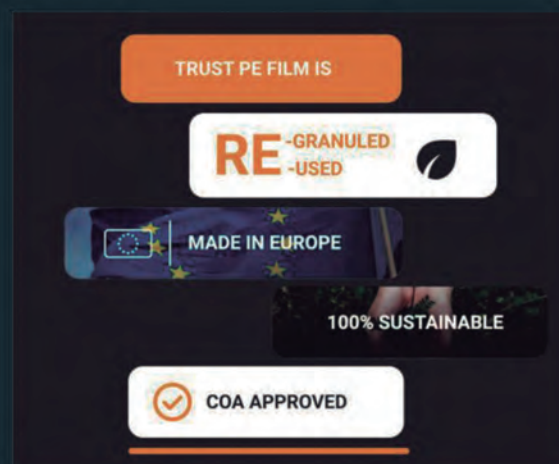 TRUST PE FILM IS
RE -GRANULED
-USED
MADE IN EUROPE
100% SUSTAINABLE
COA APPROVED